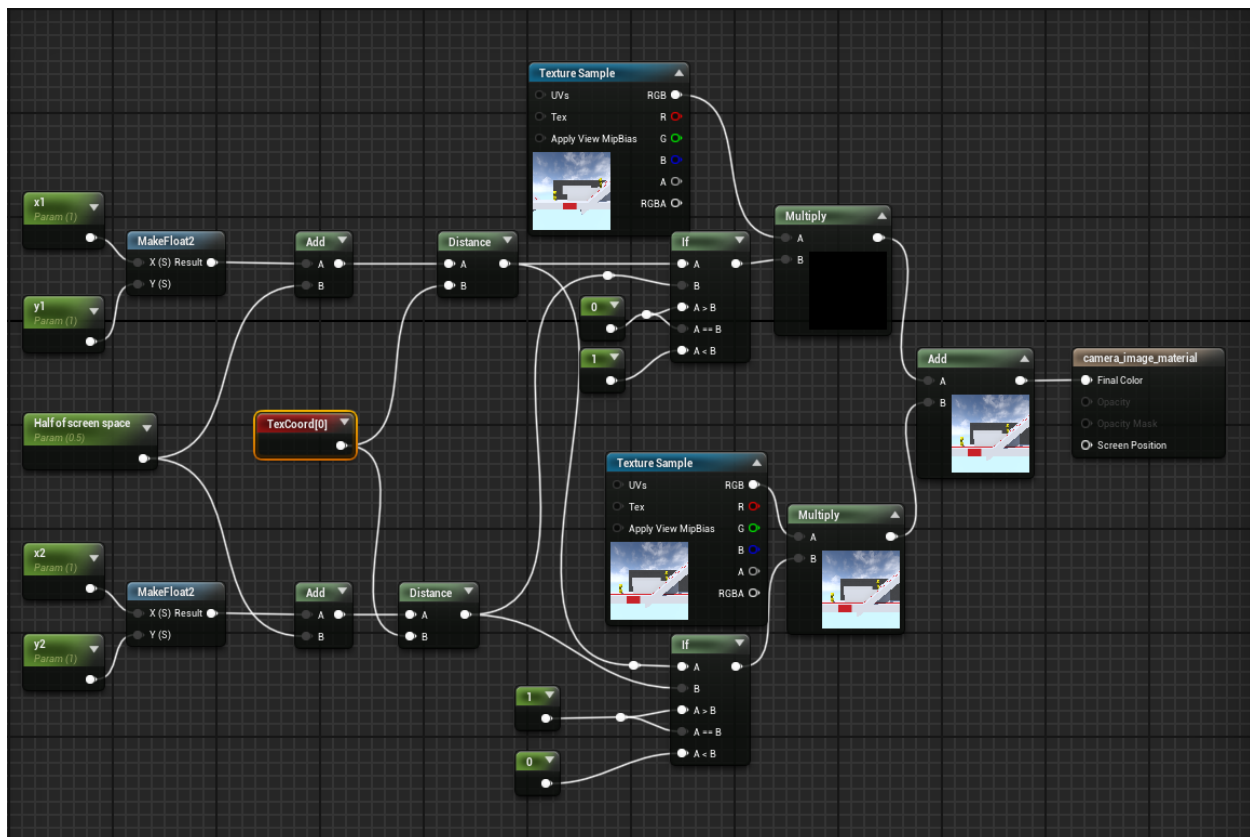 Texture Sample
UVs RGB
Tex R
Apply View MipBias G
B
A
RGBA
x1
Param (1)
MakeFloat2
X (S) Result
Y (S)
y1
Param (1)
Add
A
B
Distance
A
B
If
A
B
A > B
A == B
A < B
0
1
Multiply
A
B
Add
A
B
camera_image_material
Final Color
Opacity
Opacity Mask
Screen Position
Half of screen space
Param (0.5)
TexCoord[0]
Texture Sample
UVs RGB
Tex R
Apply View MipBias G
B
A
RGBA
Multiply
A
B
x2
Param (1)
MakeFloat2
X (S) Result
Y (S)
y2
Param (1)
Add
A
B
Distance
A
B
If
A
B
A > B
A == B
A < B
1
0